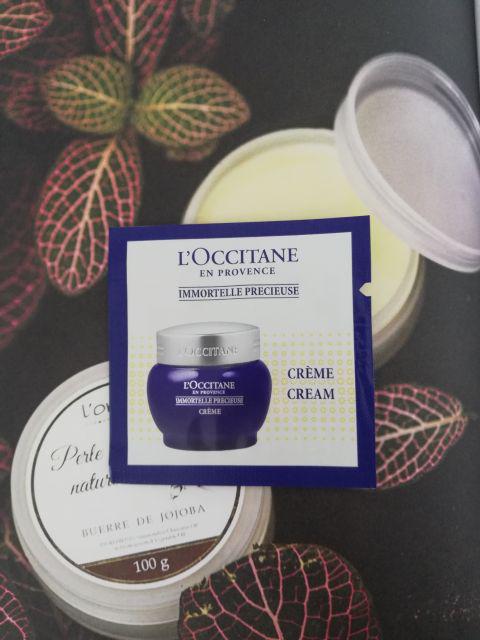 L'OCCITANE
EN PROVENCE
IMMORTELLE PRECIEUSE
L'OCCITANE
L'OCCITANE
EN PROVENCE
IMMORTELLE PRECIEUSE
CRÈME
CRÈME
CREAM
Perle
natur
BUERRE DE JOJOBA
100 g